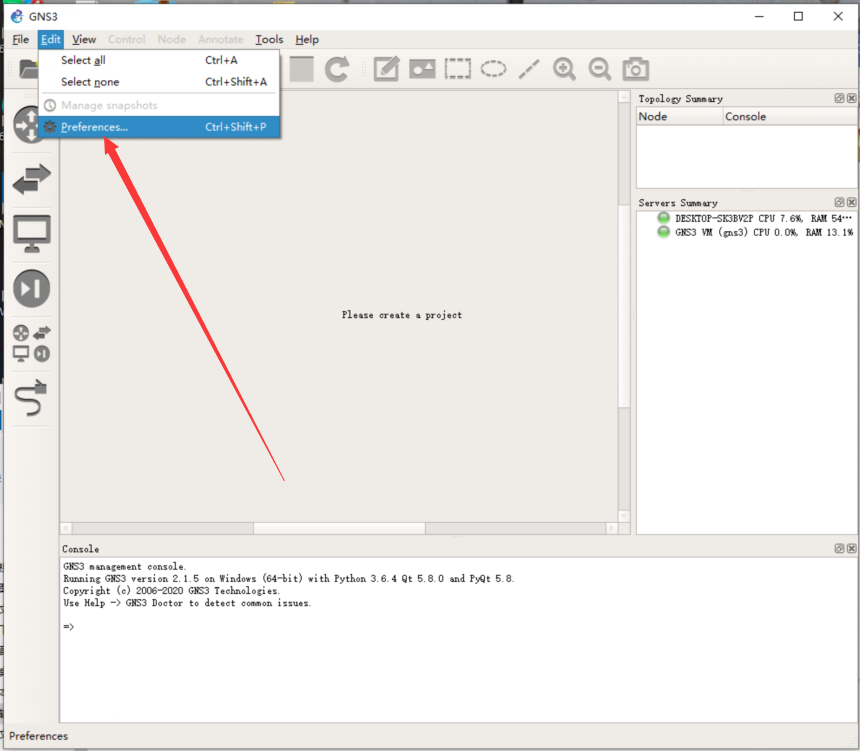 GNS3
File Edit View Control Node Annotate Tools Help
Select all Ctrl+A
Select none Ctrl+Shift+A
Manage snapshots
Preferences... Ctrl+Shift+P
Topology Summary
Node Console
Servers Summary
DESKTOP-SK3BV2P CPU 7.6%, RAM 54...
GNS3 VM (gns3) CPU 0.0%, RAM 13.1%
Please create a project
Console
GNS3 management console.
Running GNS3 version 2.1.5 on Windows (64-bit) with Python 3.6.4 Qt 5.8.0 and PyQt 5.8.
Copyright (c) 2006-2020 GNS3 Technologies.
Use Help -> GNS3 Doctor to detect common issues.
=>
Preferences